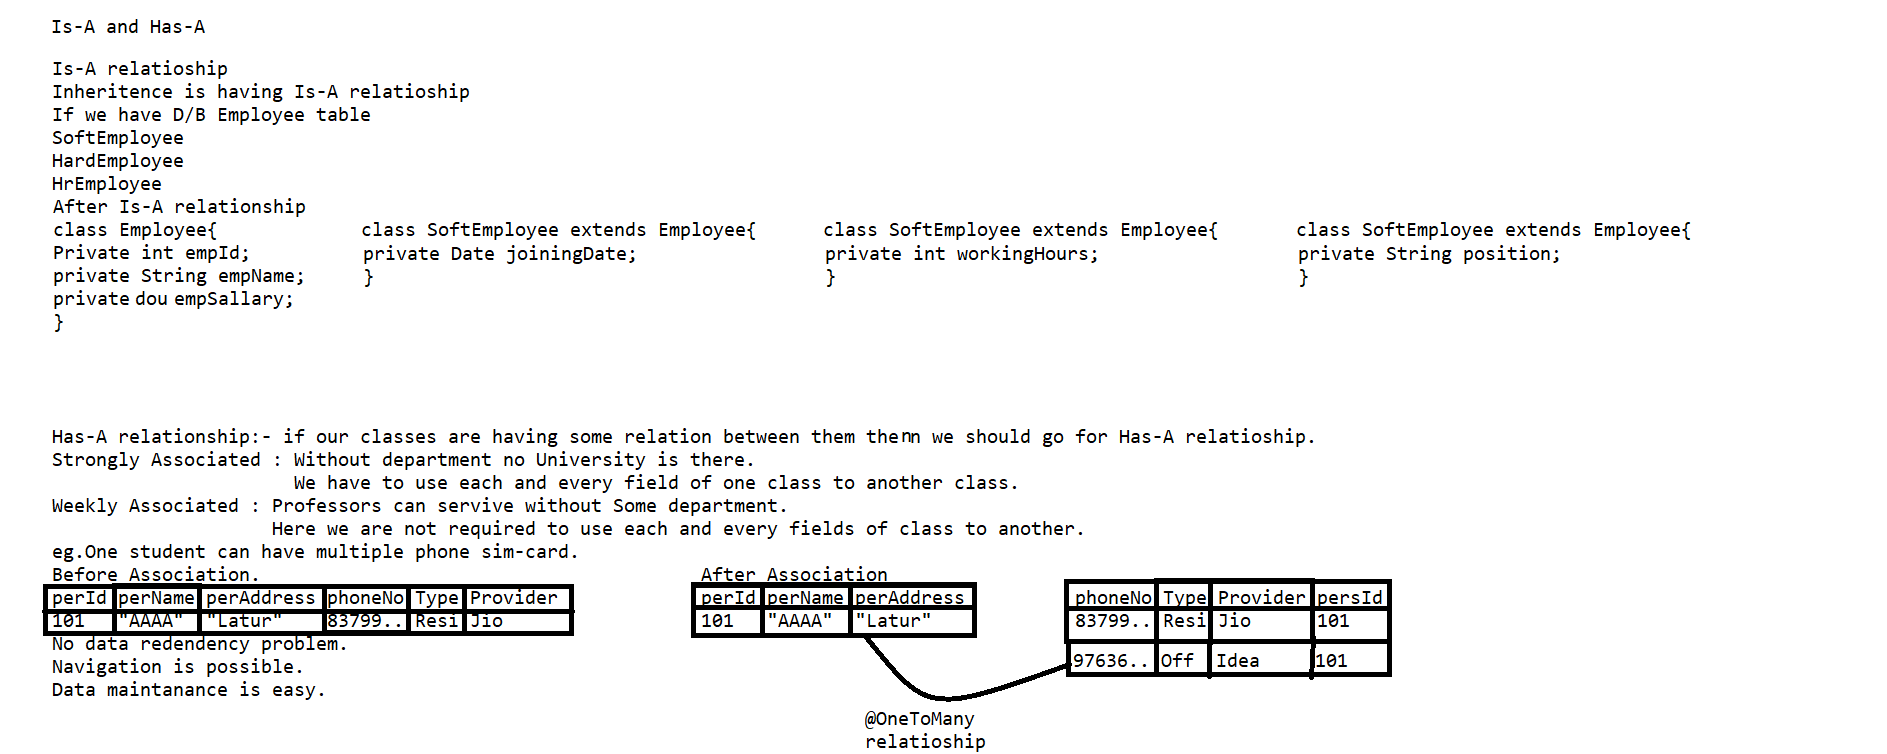 Is-A and Has-A
Is-A relatioship
Inheritence is having Is-A relatioship
If we have D/B Employee table
SoftEmployee
HardEmployee
HrEmployee
After Is-A relationship
class Employee{ class SoftEmployee extends Employee{ class SoftEmployee extends Employee{ class SoftEmployee extends Employee{
Private int empId; private Date joiningDate; private int workingHours; private String position;
private String empName; } } }
private dou empSallary;
}
Has-A relationship:- if our classes are having some relation between them thenn we should go for Has-A relatioship.
Strongly Associated : Without department no University is there.
We have to use each and every field of one class to another class.
Weekly Associated : Professors can servive without Some department.
Here we are not required to use each and every fields of class to another.
eg.One student can have multiple phone sim-card.
Before Association. After Association
perId perName perAddress phoneNo Type Provider perId perName perAddress phoneNo Type Provider persId
101 "AAAA" "Latur" 83799.. Resi Jio 101 "AAAA" "Latur" 83799.. Resi Jio 101
No data redendency problem.
97636.. Off Idea 101
Navigation is possible.
Data maintanance is easy.
@OneToMany
relatioship